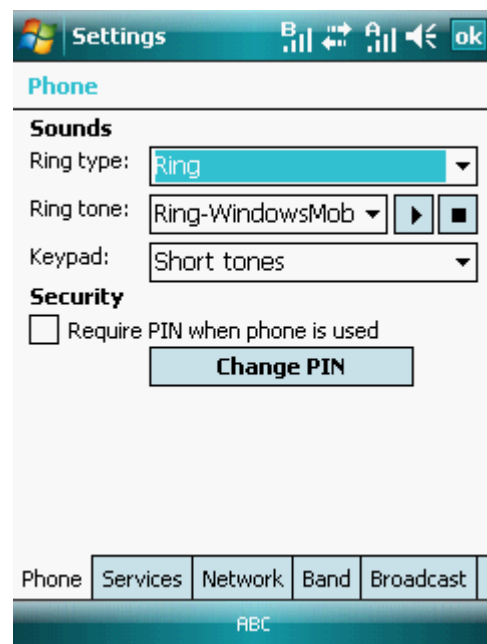 Settings B A ok
Phone
Sounds
Ring type: Ring
Ring tone: Ring-WindowsMob
Keypad: Short tones
Security
Require PIN when phone is used
Change PIN
Phone Services Network Band Broadcast
ABC